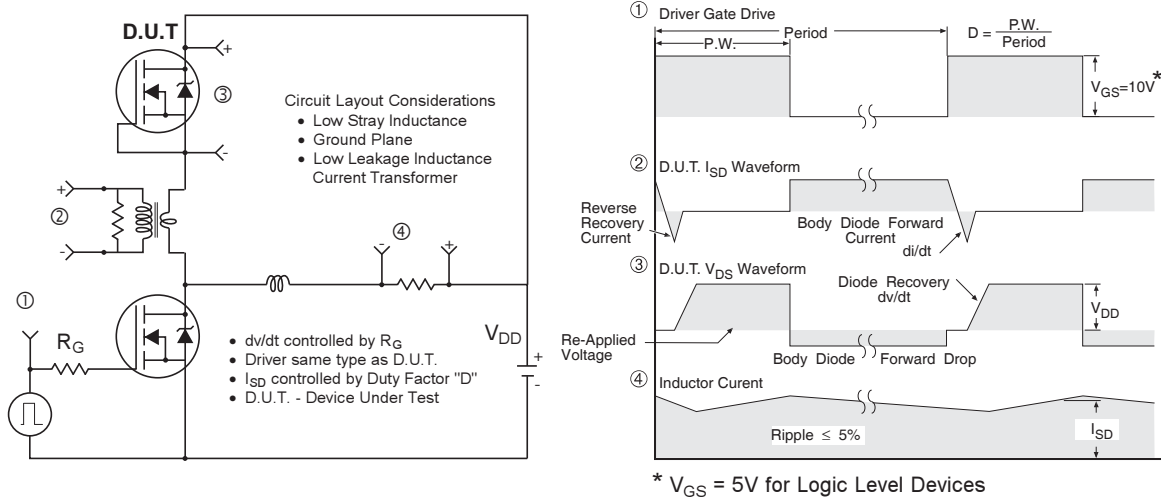 D.U.T
+
③
-
Circuit Layout Considerations
• Low Stray Inductance
• Ground Plane
• Low Leakage Inductance
Current Transformer
+
②
-
④
-
+
①
RG
VDD
+
-
• dv/dt controlled by RG
• Driver same type as D.U.T.
• ISD controlled by Duty Factor "D"
• D.U.T. - Device Under Test
① Driver Gate Drive
P.W.
Period
D = P.W.
Period
VGS=10V*
② D.U.T. ISD Waveform
Reverse
Recovery
Current
Body Diode Forward
Current
di/dt
③ D.U.T. VDS Waveform
Diode Recovery
dv/dt
VDD
Re-Applied
Voltage
Body Diode Forward Drop
④ Inductor Curent
Ripple ≤ 5%
ISD
* VGS = 5V for Logic Level Devices